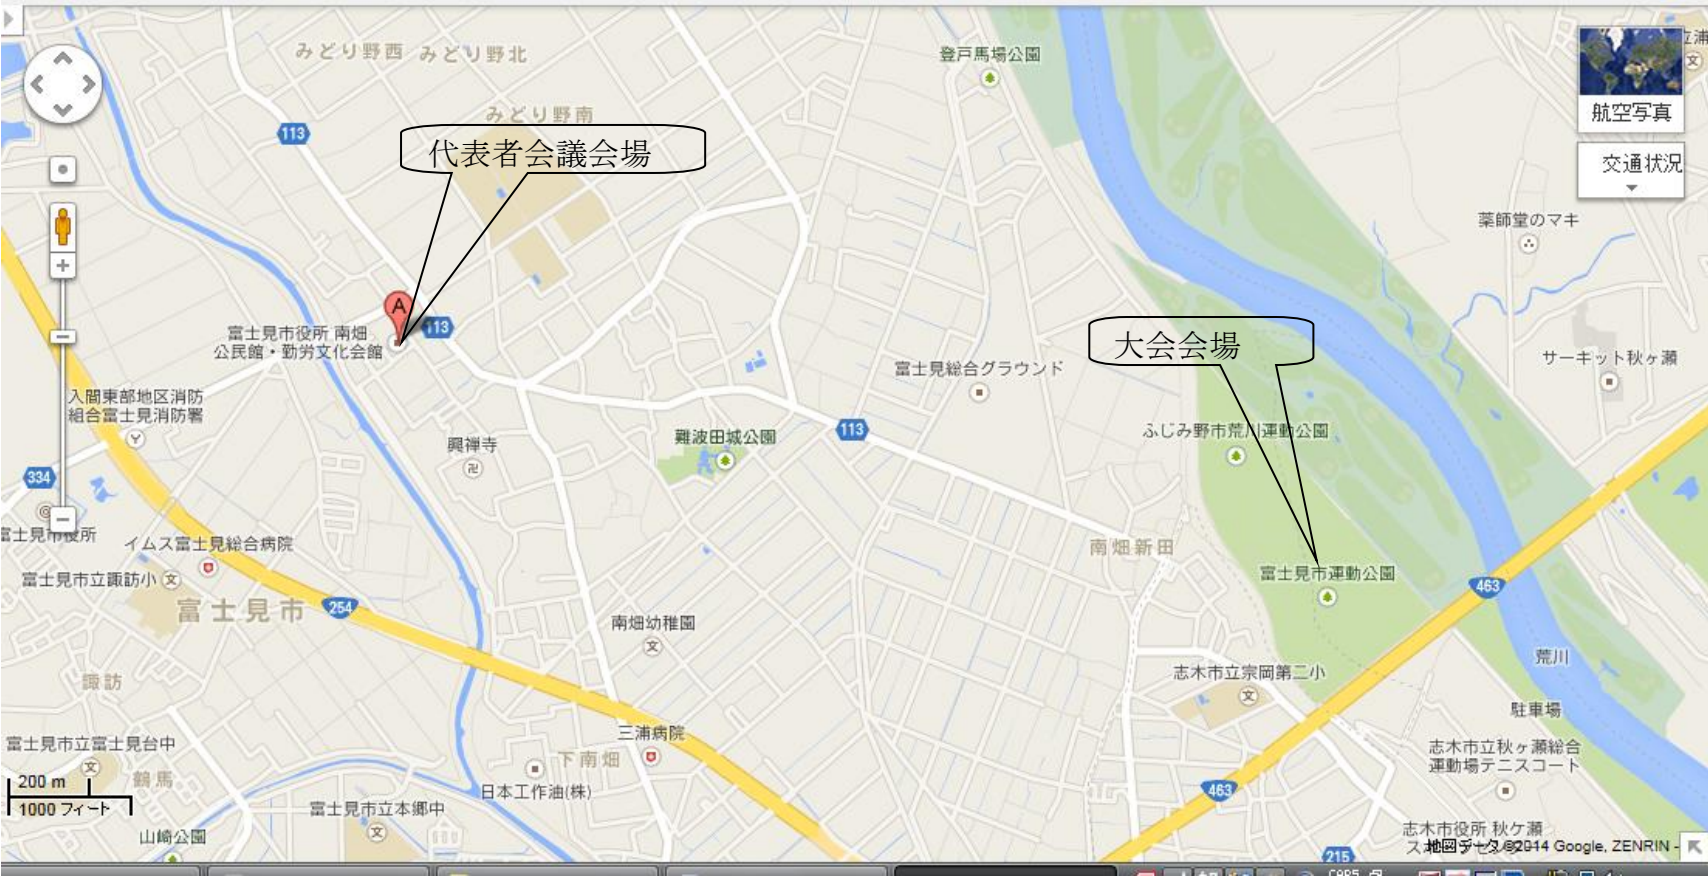 みどり野西
みどり野北
登戸馬場公園
航空写真
交通状況
みどり野南
113
代表者会議会場
薬師堂のマキ
A
113
富士見市役所 南畑
公民館・勤労文化会館
大会会場
サーキット秋ヶ瀬
富士見総合グラウンド
入間東部地区消防
組合富士見消防署
興禅寺
難波田城公園
113
ふじみ野市荒川運動公園
334
富士見市役所
イムス富士見総合病院
南畑新田
富士見市立諏訪小
富士見市運動公園
463
富士見市
254
南畑幼稚園
荒川
諏訪
志木市立宗岡第二小
駐車場
三浦病院
富士見市立富士見台中
下南畑
志木市立秋ヶ瀬総合
運動場テニスコート
鶴馬
200 m
1000 フィート
日本工作油(株)
463
富士見市立本郷中
山崎公園
志木市役所 秋ケ瀬
215
地図データ ©2014 Google, ZENRIN -